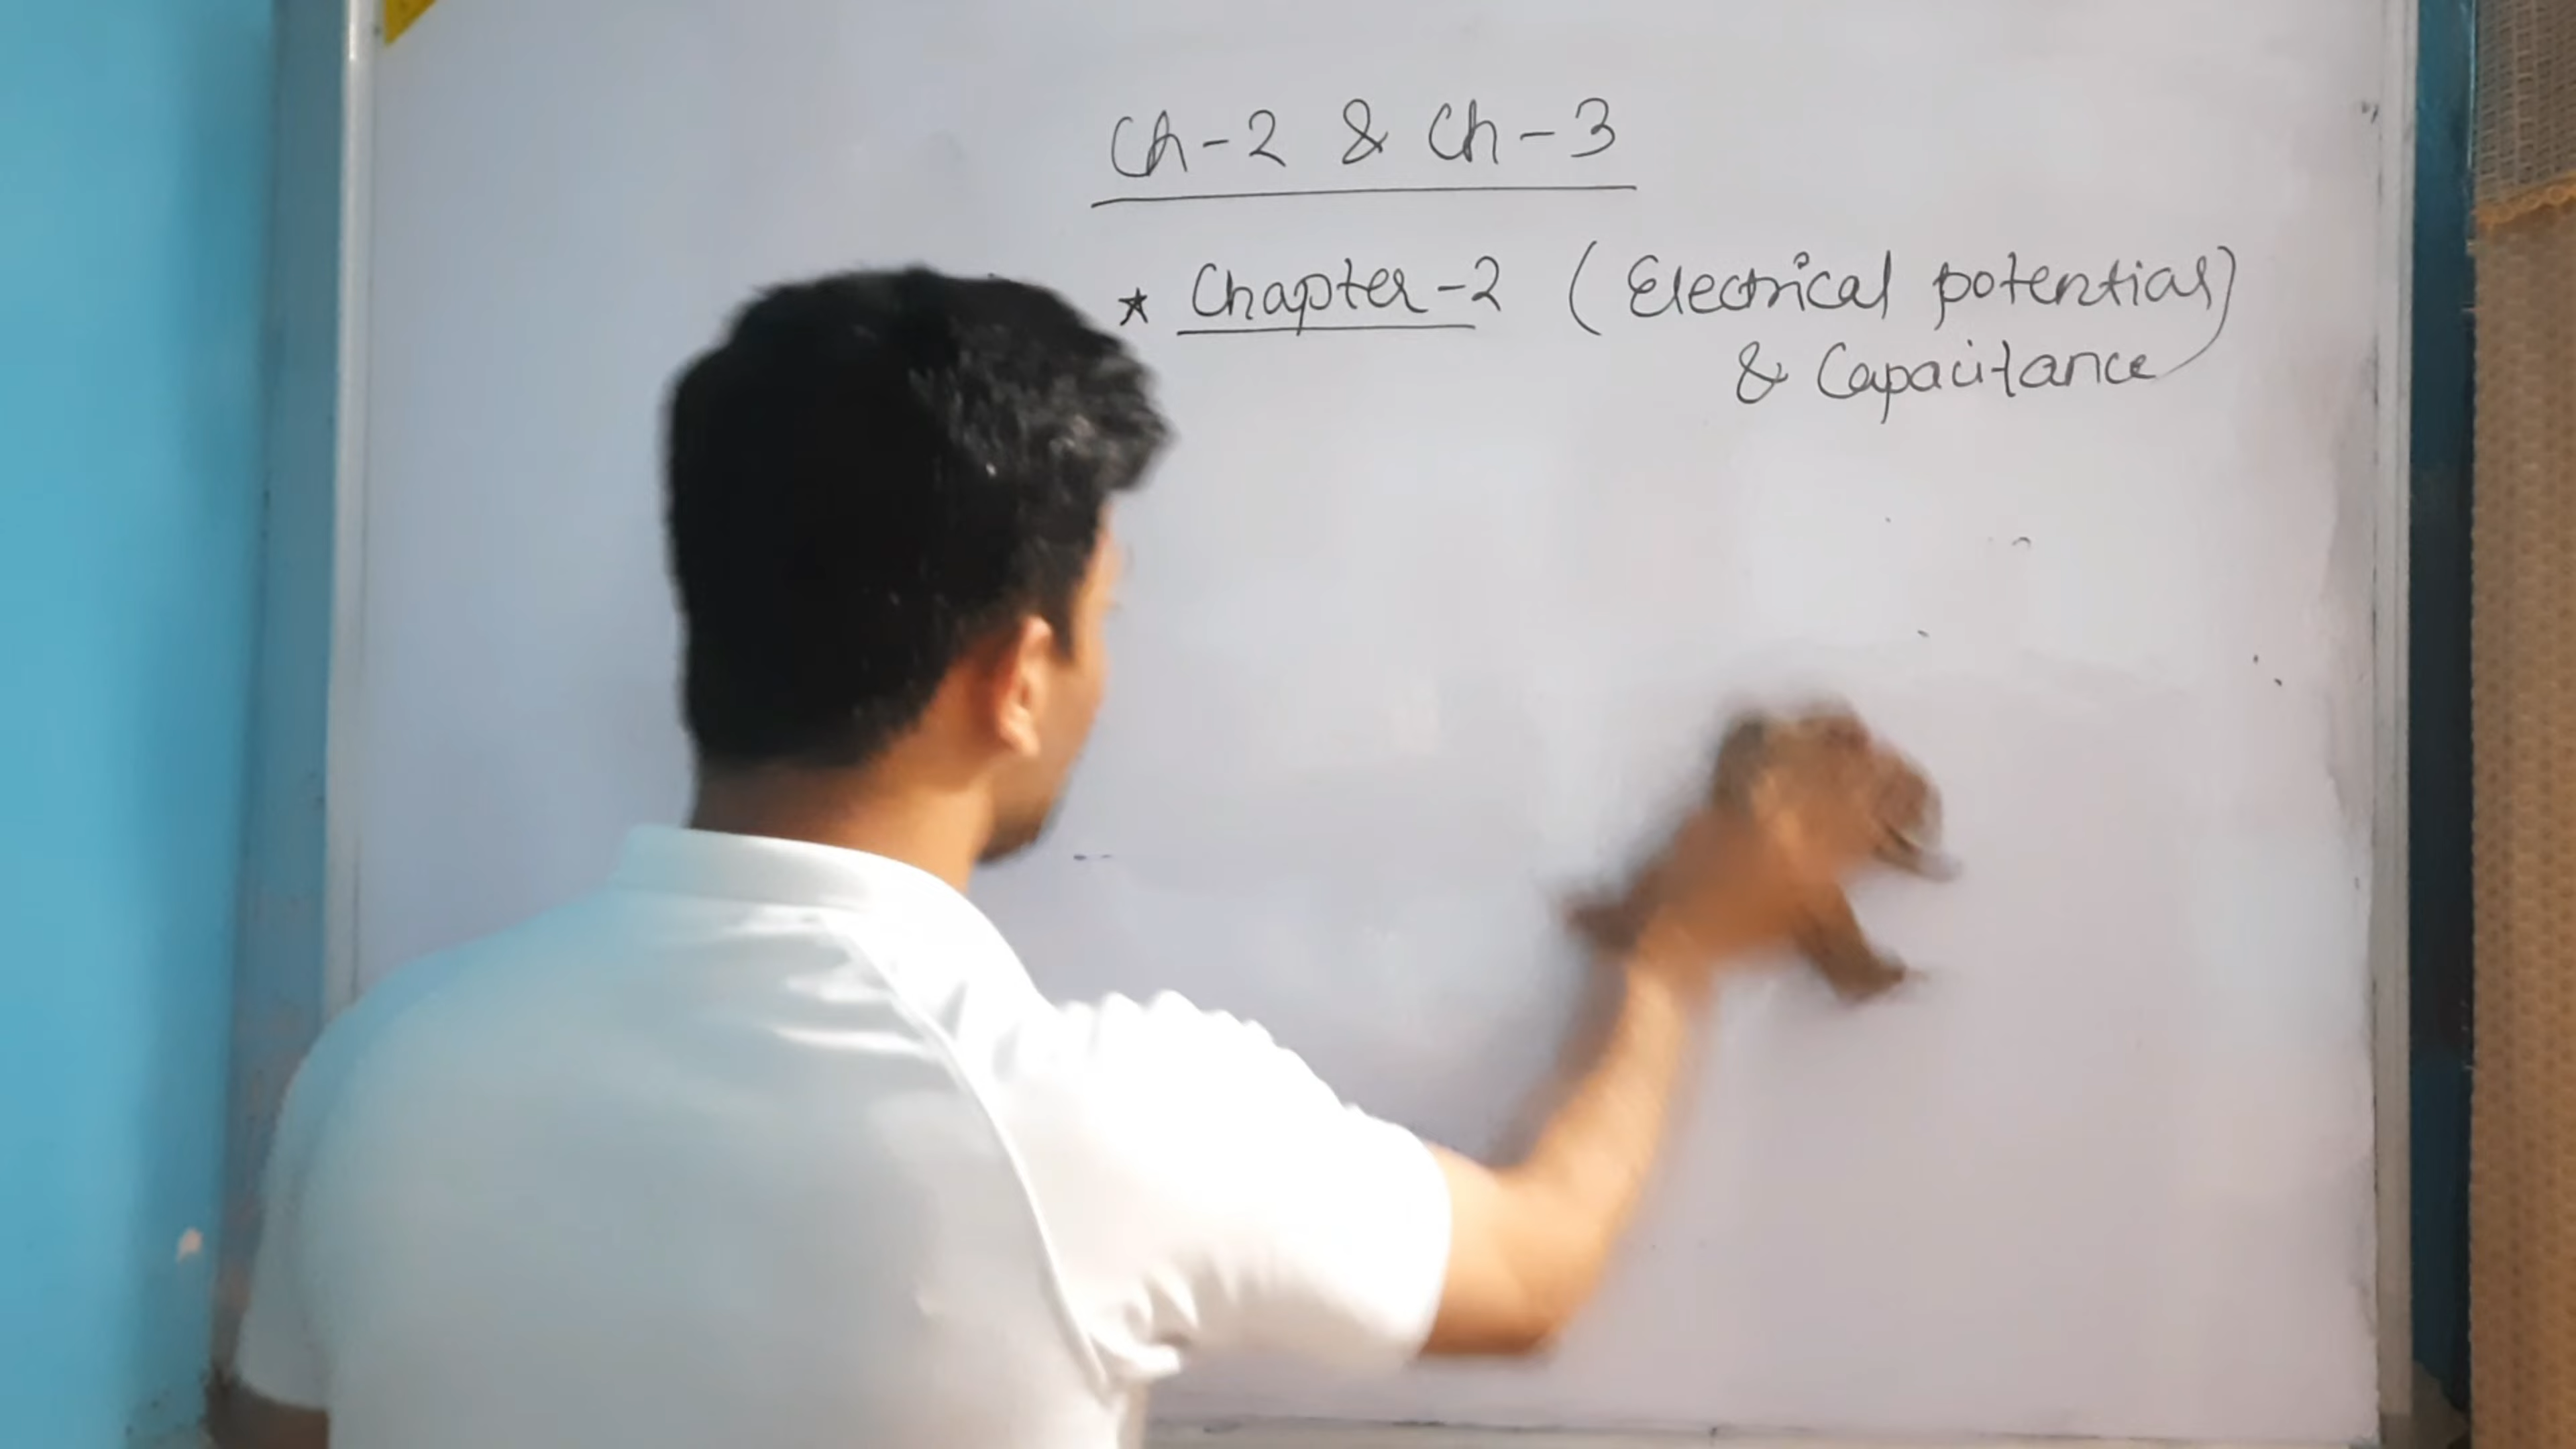 Ch-2 & Ch-3
★ Chapter-2 (Electrical potential)
& Capacitance